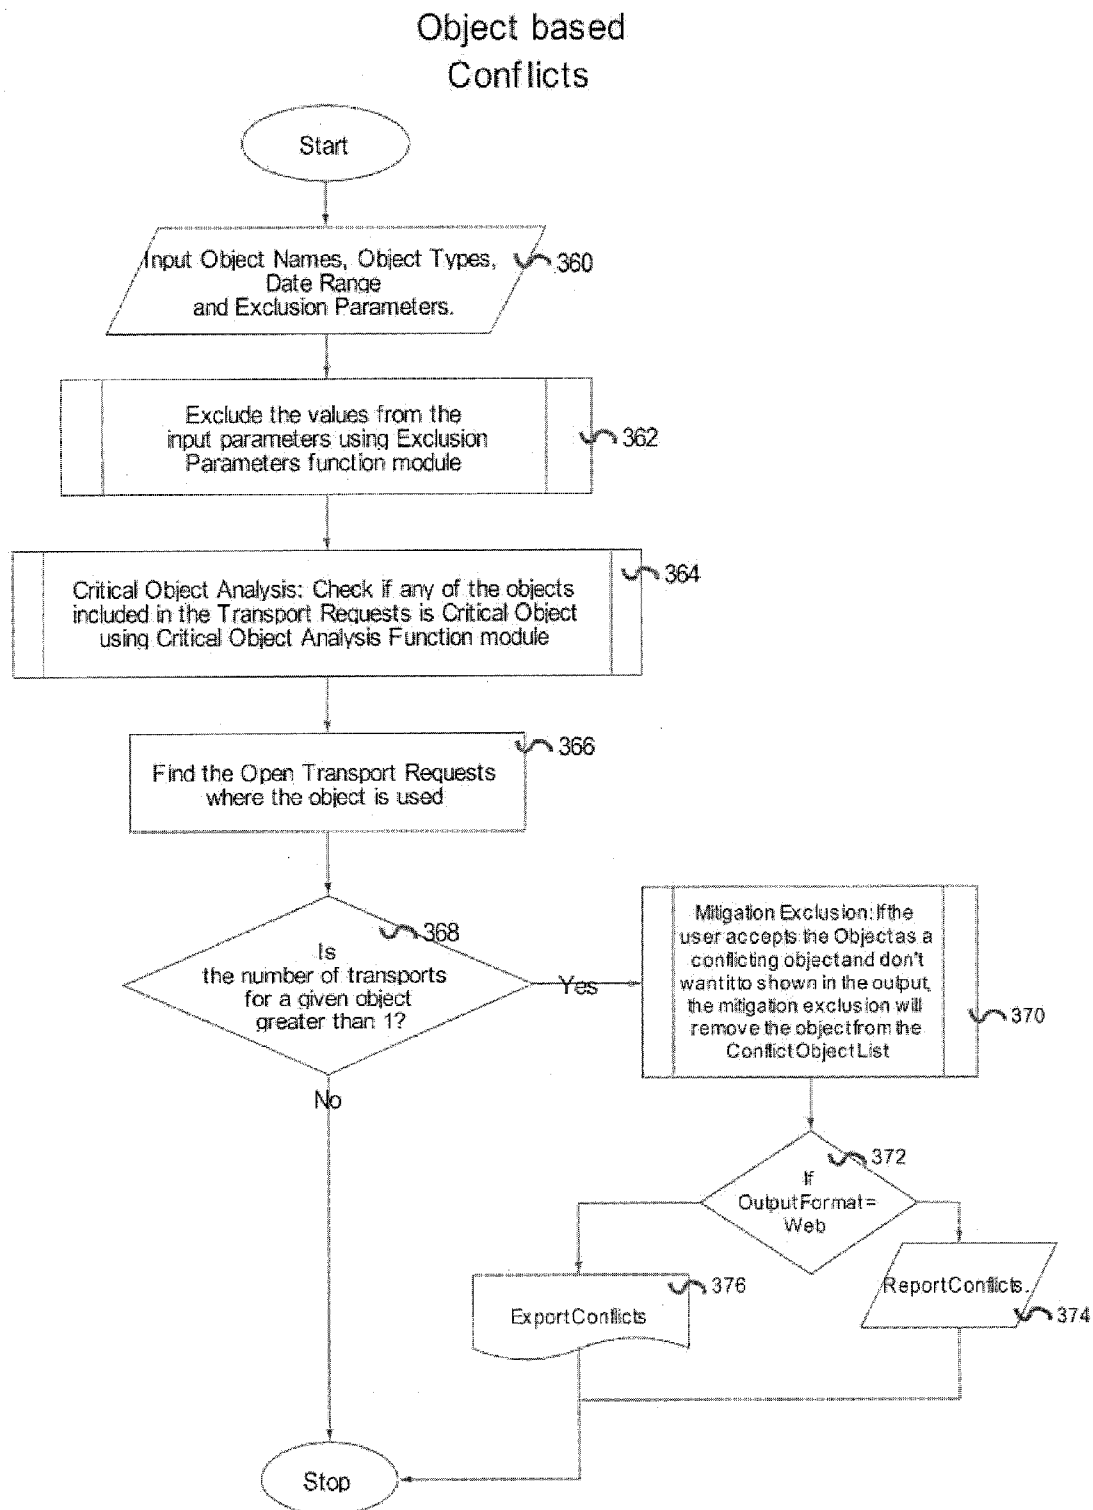 Object based
Conflicts
Start
Input Object Names, Object Types,
Date Range
and Exclusion Parameters.
360
Exclude the values from the
input parameters using Exclusion
Parameters function module
362
Critical Object Analysis: Check if any of the objects
included in the Transport Requests is Critical Object
using Critical Object Analysis Function module
364
366
Find the Open Transport Requests
where the object is used
368
Is
the number of transports
for a given object
greater than 1?
Yes
No
Mitigation Exclusion: If the
user accepts the Object as a
conflicting object and don't
want it to shown in the output,
the mitigation exclusion will
remove the object from the
Conflict Object List
370
372
If
Output Format =
Web
376
Export Conflicts
Report Conflicts.
374
Stop